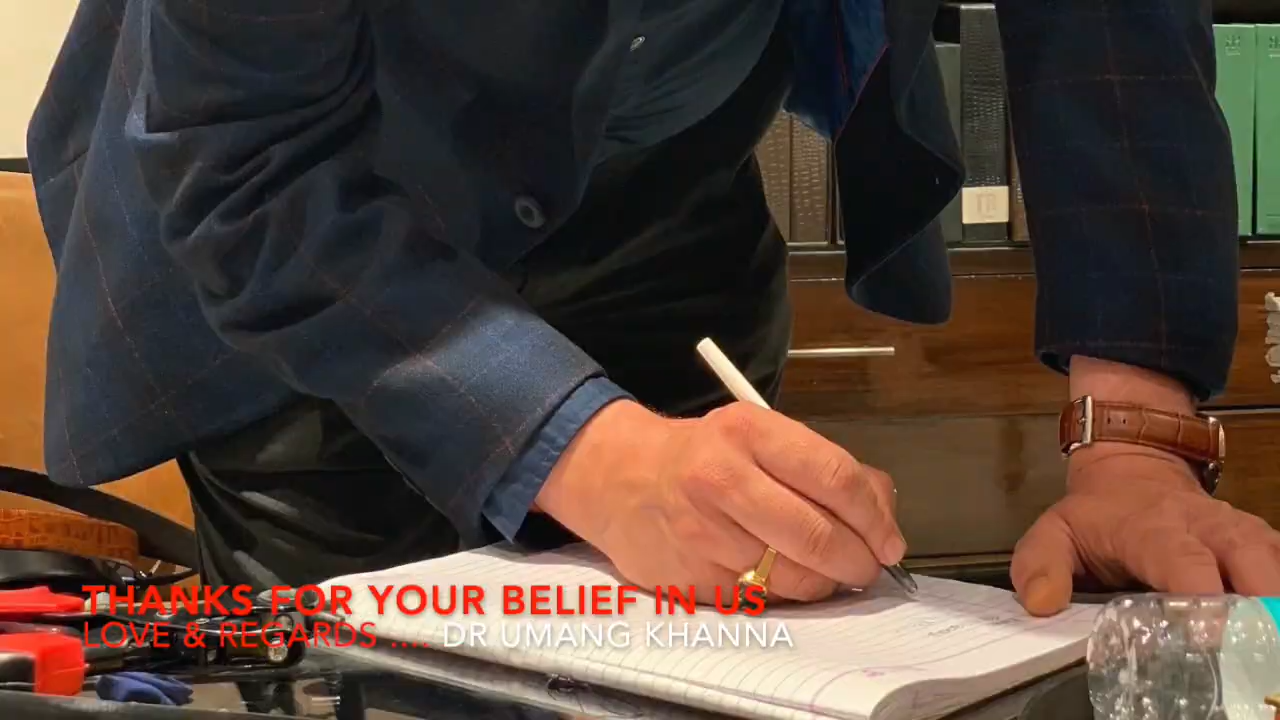 THANKS FOR YOUR BELIEF IN US
LOVE & REGARDS .... DR UMANG KHANNA